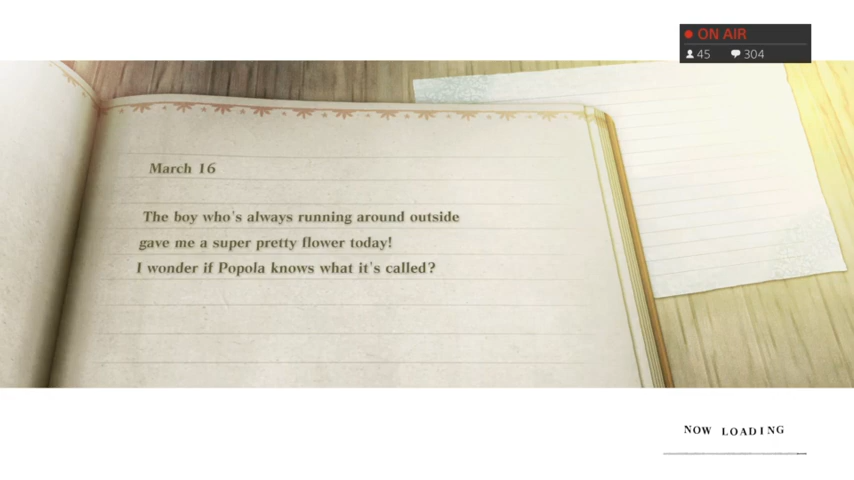 ON AIR
45 304
March 16
The boy who's always running around outside
gave me a super pretty flower today!
I wonder if Popola knows what it's called?
NOW LOADING